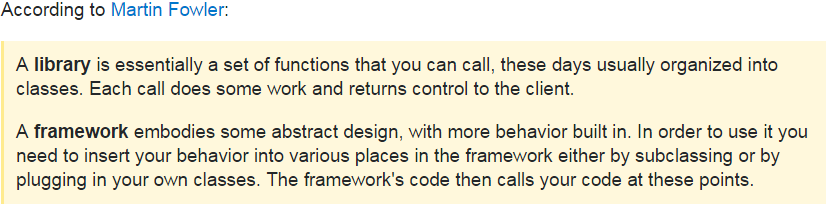 According to Martin Fowler:
A library is essentially a set of functions that you can call, these days usually organized into
classes. Each call does some work and returns control to the client.
A framework embodies some abstract design, with more behavior built in. In order to use it you
need to insert your behavior into various places in the framework either by subclassing or by
plugging in your own classes. The framework's code then calls your code at these points.